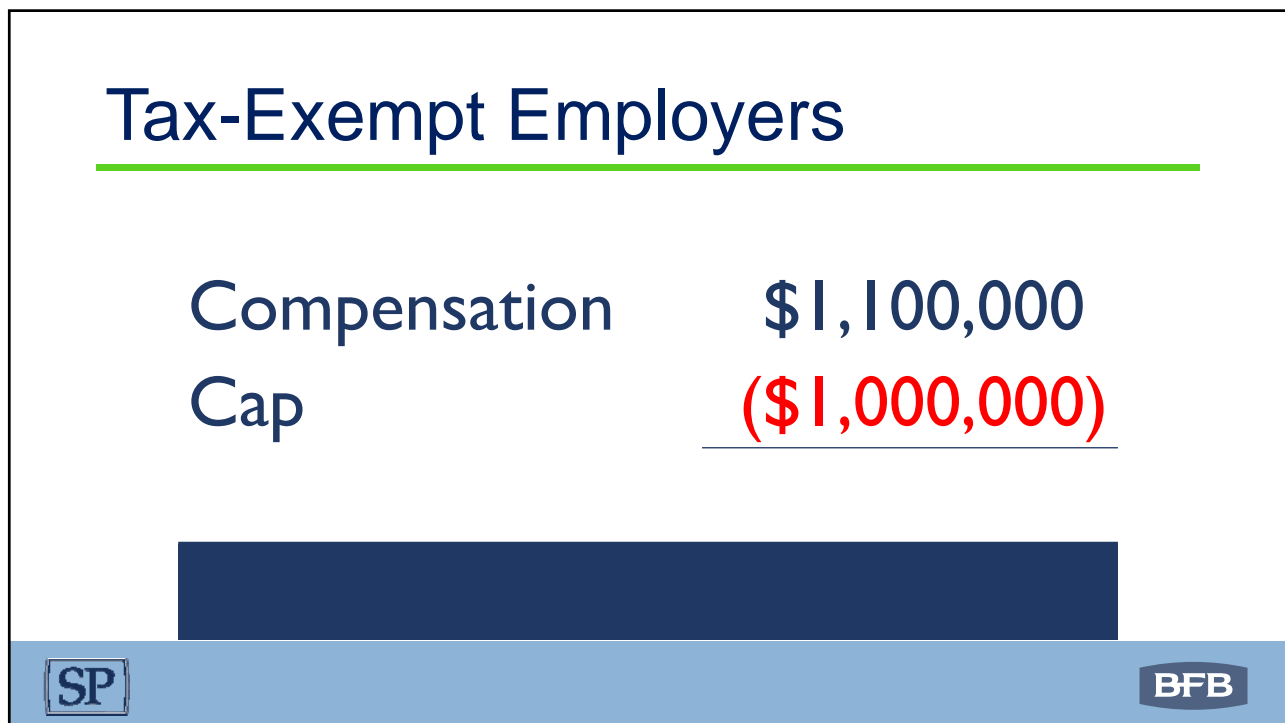 Tax-Exempt Employers
Compensation $1,100,000
Cap ($1,000,000)
SP BFB